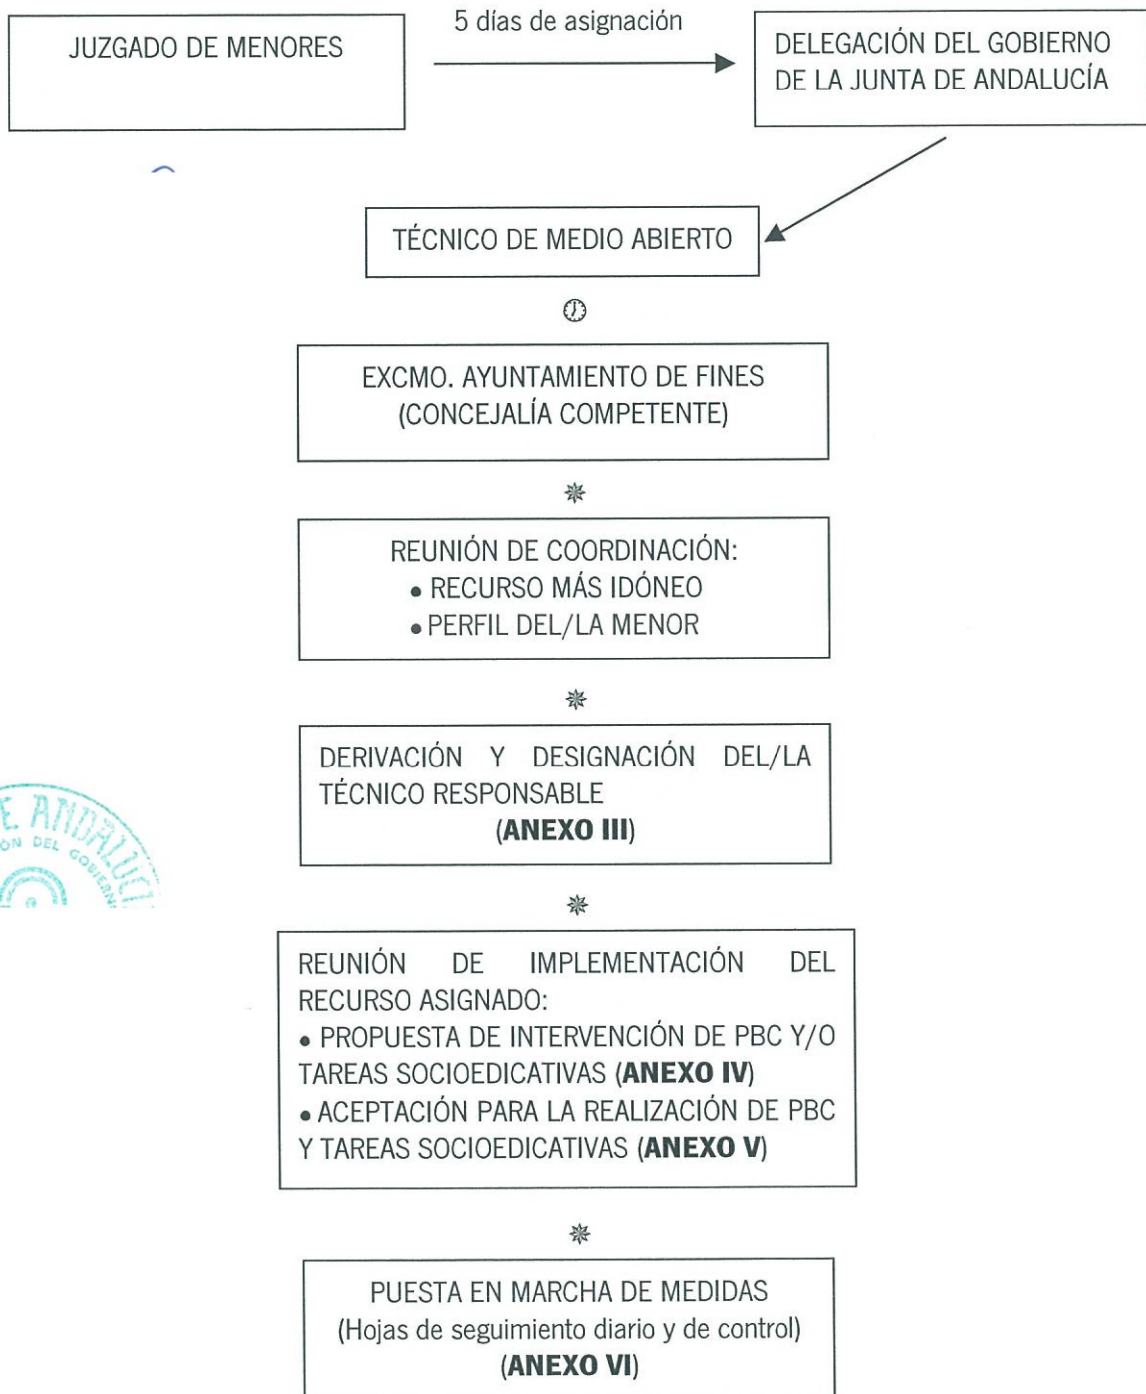 JUZGADO DE MENORES
5 días de asignación
DELEGACIÓN DEL GOBIERNO
DE LA JUNTA DE ANDALUCÍA
TÉCNICO DE MEDIO ABIERTO
EXCMO. AYUNTAMIENTO DE FINES
(CONCEJALÍA COMPETENTE)
REUNIÓN DE COORDINACIÓN:
• RECURSO MÁS IDÓNEO
• PERFIL DEL/LA MENOR
DERIVACIÓN Y DESIGNACIÓN DEL/LA
TÉCNICO RESPONSABLE
(ANEXO III)
REUNIÓN DE IMPLEMENTACIÓN DEL
RECURSO ASIGNADO:
• PROPUESTA DE INTERVENCIÓN DE PBC Y/O
TAREAS SOCIOEDICATIVAS (ANEXO IV)
• ACEPTACIÓN PARA LA REALIZACIÓN DE PBC
Y TAREAS SOCIOEDICATIVAS (ANEXO V)
PUESTA EN MARCHA DE MEDIDAS
(Hojas de seguimiento diario y de control)
(ANEXO VI)